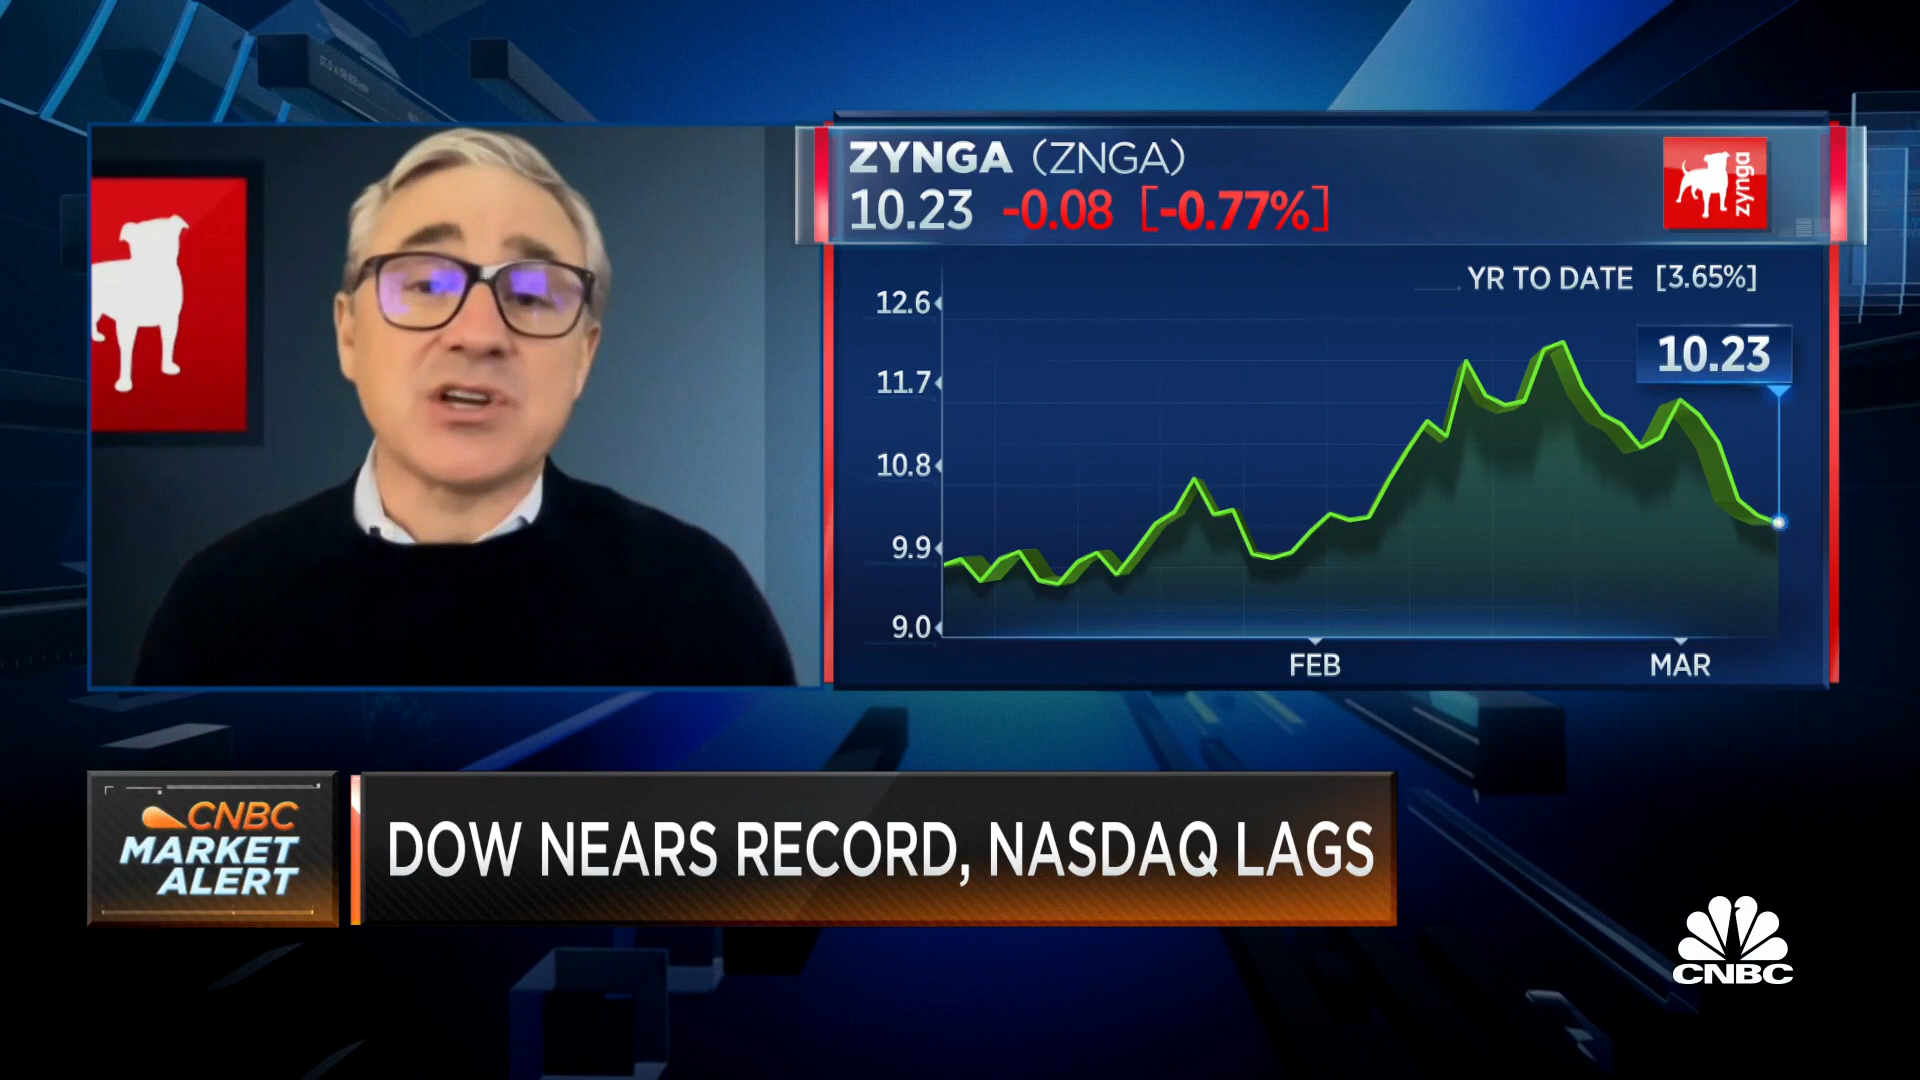 ZYNGA (ZNGA)
10.23 -0.08 [-0.77%]
zynga
YR TO DATE [3.65%]
12.6
11.7
10.8
9.9
9.0
10.23
FEB
MAR
CNBC
MARKET
ALERT
DOW NEARS RECORD, NASDAQ LAGS
CNBC